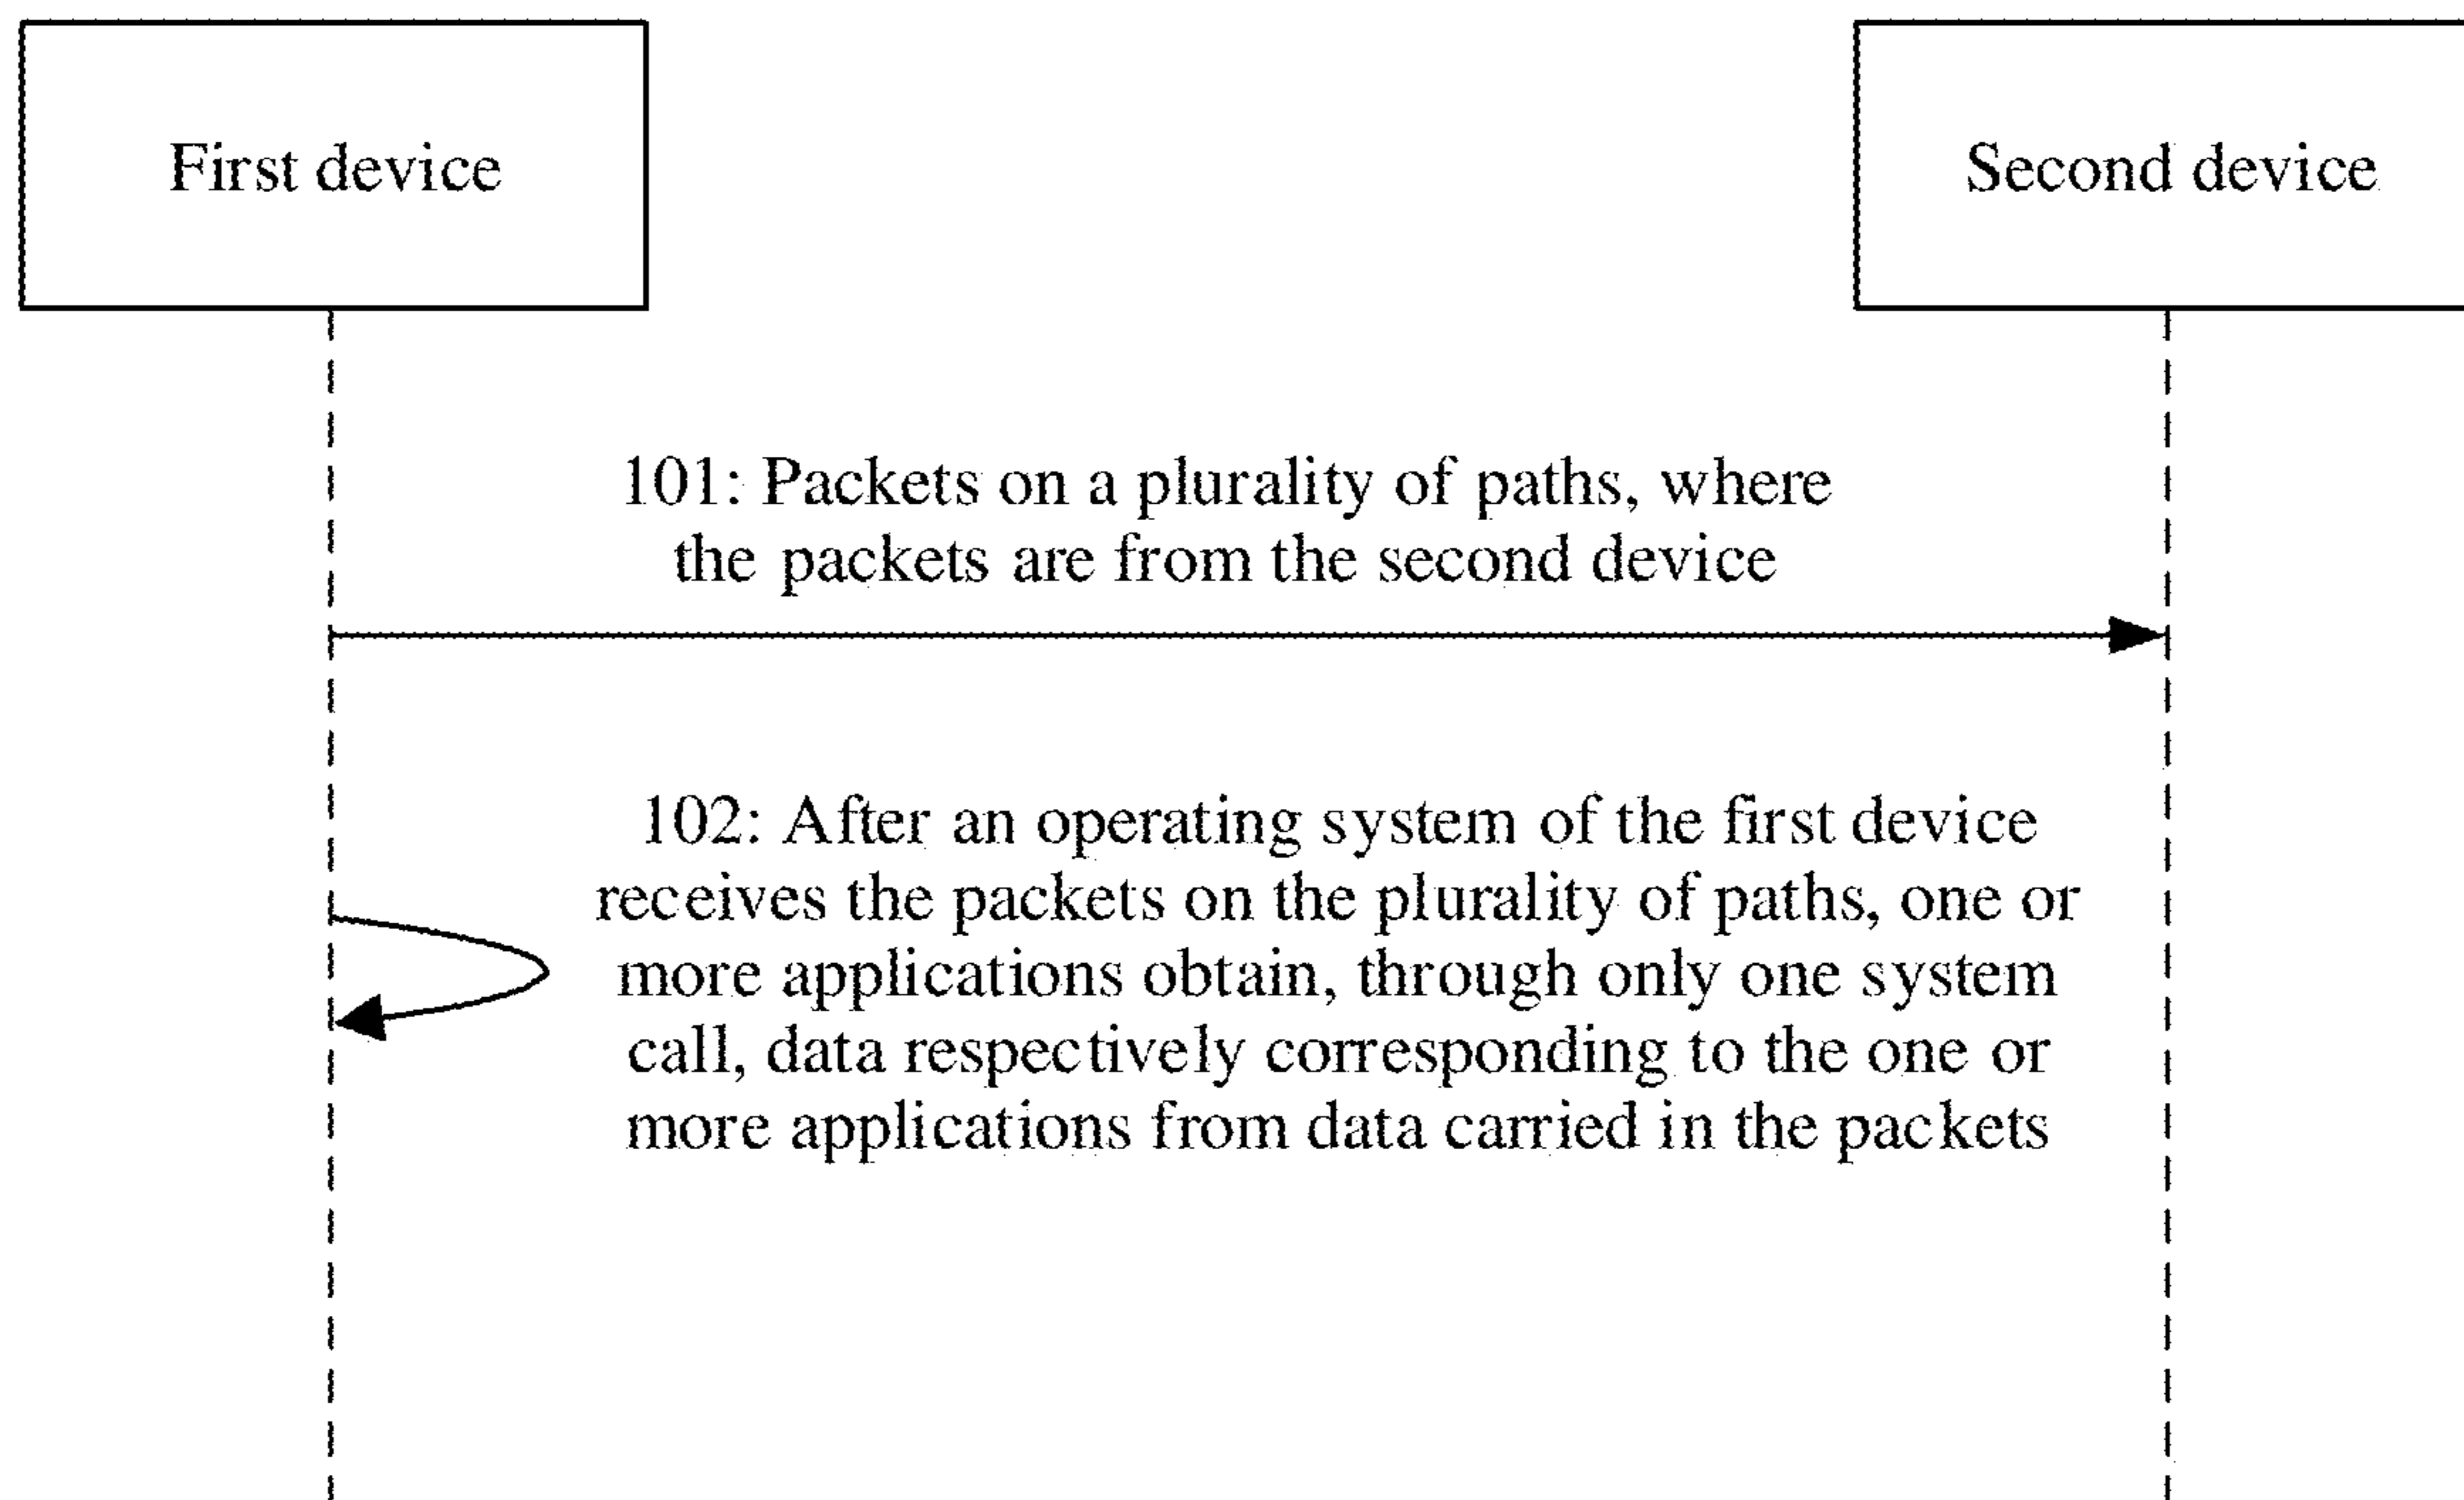 First device
Second device
101: Packets on a plurality of paths, where
the packets are from the second device
102: After an operating system of the first device
receives the packets on the plurality of paths, one or
more applications obtain, through only one system
call, data respectively corresponding to the one or
more applications from data carried in the packets